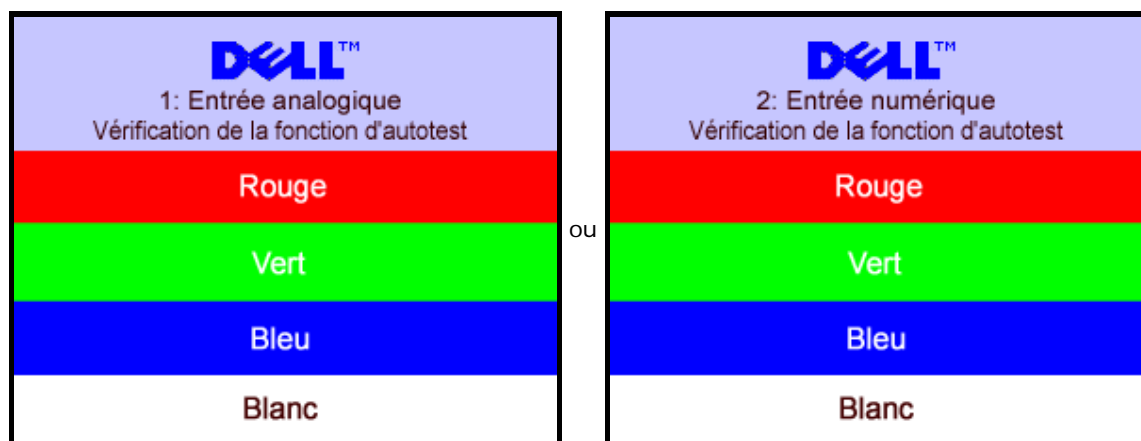 DELL™
1: Entrée analogique
Vérification de la fonction d'autotest
Rouge
Vert
Bleu
Blanc
ou
DELL™
2: Entrée numérique
Vérification de la fonction d'autotest
Rouge
Vert
Bleu
Blanc